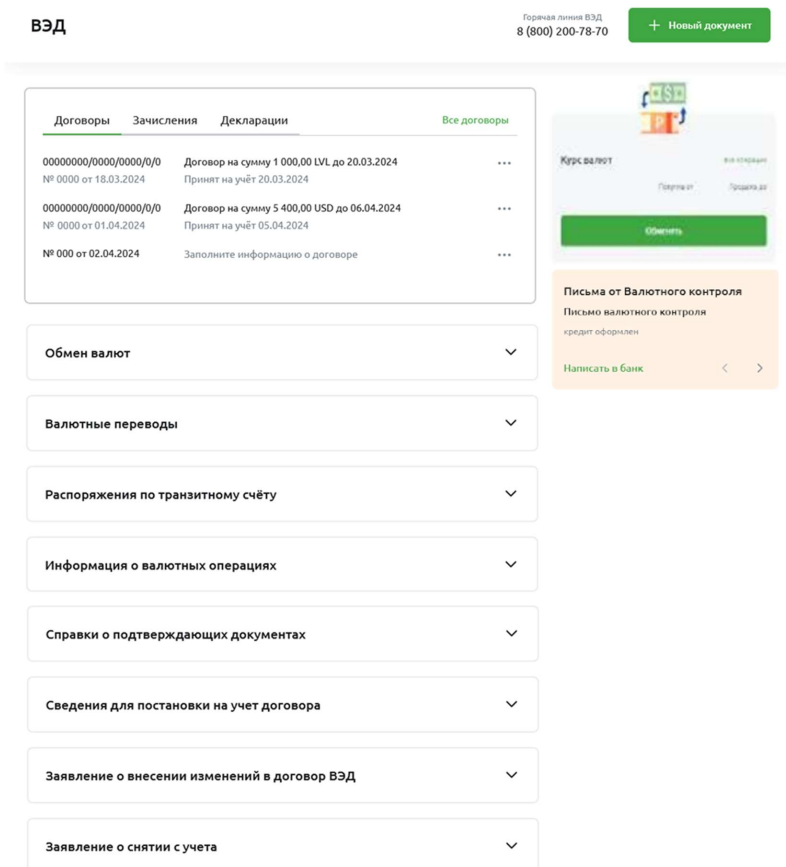 ВЭД
Горячая линия ВЭД
8 (800) 200-78-70
Новый документ
Договоры Зачисления Декларации Все договоры
00000000/0000/0000/0/0 Договор на сумму 1 000,00 LVL до 20.03.2024
№ 0000 от 18.03.2024 Принят на учёт 20.03.2024
00000000/0000/0000/0/0 Договор на сумму 5 400,00 USD до 06.04.2024
№ 0000 от 01.04.2024 Принят на учёт 05.04.2024
№ 000 от 02.04.2024 Заполните информацию о договоре
Обмен валют
Валютные переводы
Распоряжения по транзитному счёту
Информация о валютных операциях
Справки о подтверждающих документах
Сведения для постановки на учет договора
Заявление о внесении изменений в договор ВЭД
Заявление о снятии с учета
Курс валют
Обменять
Письма от Валютного контроля
Письмо валютного контроля
кредит оформлен
Написать в банк